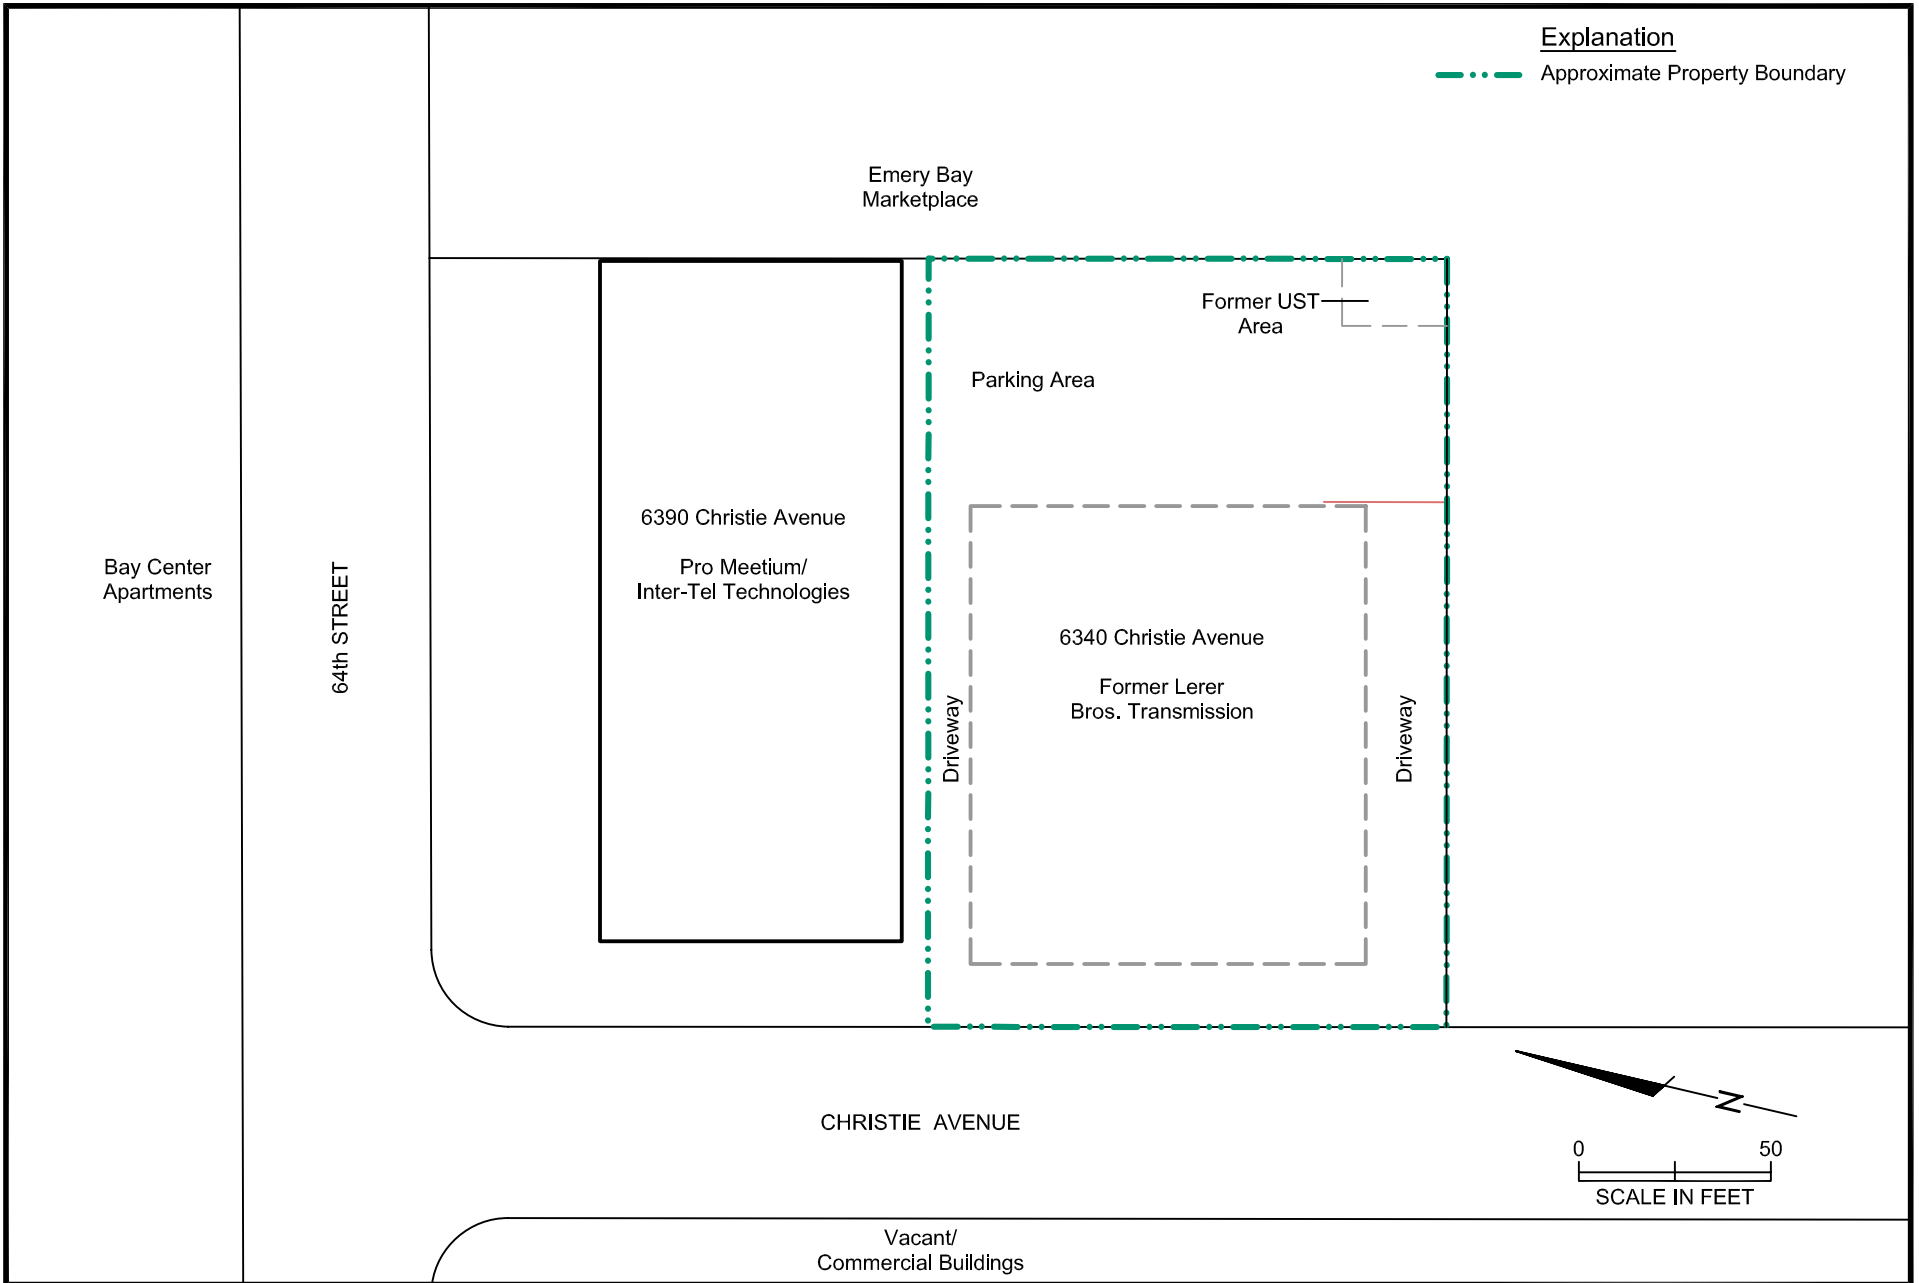 Explanation
Approximate Property Boundary
Emery Bay
Marketplace
Former UST
Area
Parking Area
6390 Christie Avenue
Pro Meetium/
Inter-Tel Technologies
Bay Center
Apartments
64th STREET
6340 Christie Avenue
Former Lerer
Bros. Transmission
Driveway
Driveway
CHRISTIE AVENUE
N
0 50
SCALE IN FEET
Vacant/
Commercial Buildings